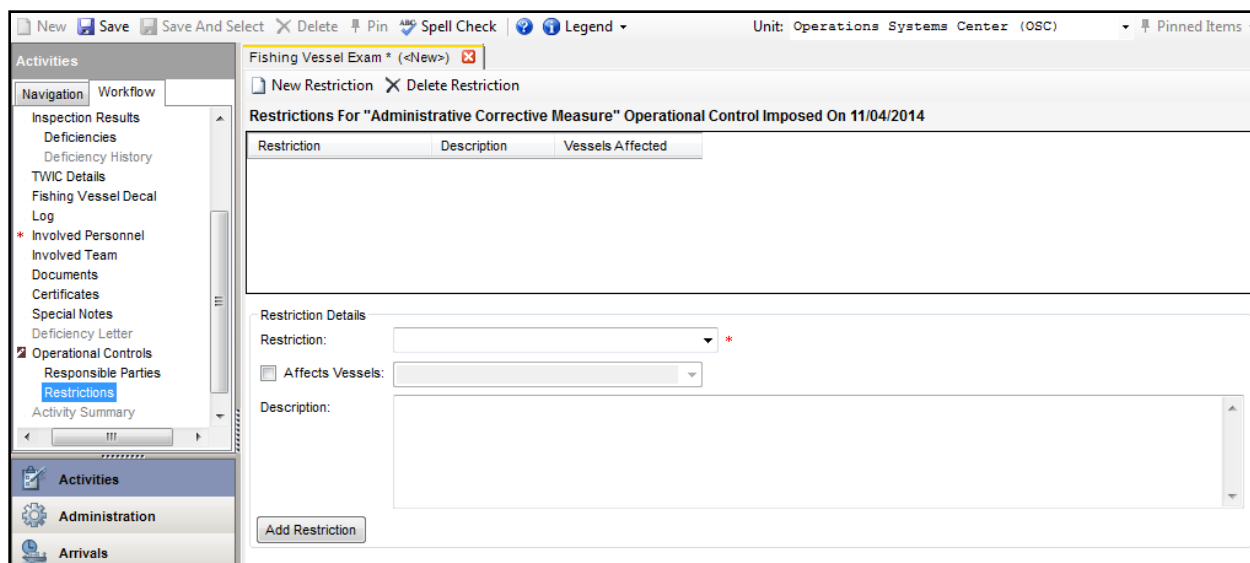 New Save Save And Select Delete Pin ABC Spell Check Legend Unit: Operations Systems Center (OSC) Pinned Items
Activities
Navigation Workflow
Inspection Results
Deficiencies
Deficiency History
TWIC Details
Fishing Vessel Decal
Log
* Involved Personnel
Involved Team
Documents
Certificates
Special Notes
Deficiency Letter
Operational Controls
Responsible Parties
Restrictions
Activity Summary
Activities
Administration
Arrivals
Fishing Vessel Exam * (<New>)
New Restriction Delete Restriction
Restrictions For "Administrative Corrective Measure" Operational Control Imposed On 11/04/2014
Restriction Description Vessels Affected
Restriction Details
Restriction: *
Affects Vessels:
Description:
Add Restriction